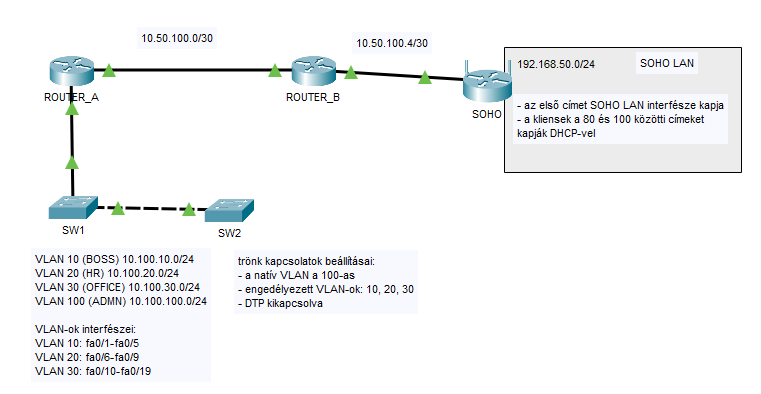 10.50.100.0/30
10.50.100.4/30
ROUTER_A
ROUTER_B
SOHO
192.168.50.0/24
SOHO LAN
- az első címet SOHO LAN interfésze kapja
- a kliensek a 80 és 100 közötti címeket
kapják DHCP-vel
SW1
SW2
VLAN 10 (BOSS) 10.100.10.0/24
VLAN 20 (HR) 10.100.20.0/24
VLAN 30 (OFFICE) 10.100.30.0/24
VLAN 100 (ADMN) 10.100.100.0/24
VLAN-ok interfészei:
VLAN 10: fa0/1-fa0/5
VLAN 20: fa0/6-fa0/9
VLAN 30: fa0/10-fa0/19
trönk kapcsolatok beállításai:
- a natív VLAN a 100-as
- engedélyezett VLAN-ok: 10, 20, 30
- DTP kikapcsolva